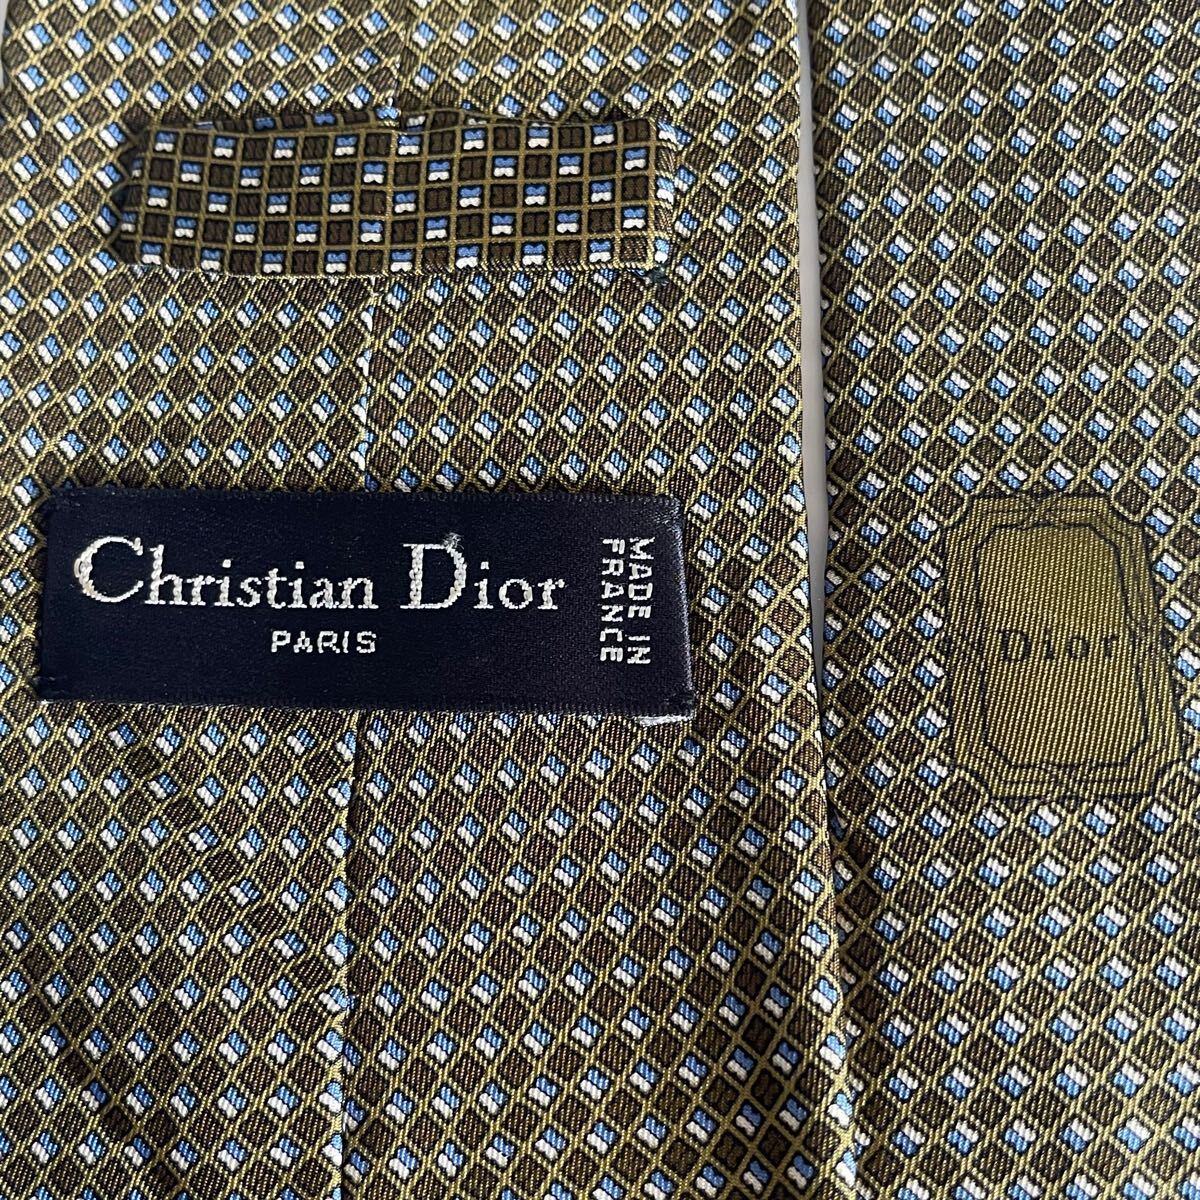 Christian Dior
PARIS
MADE IN
FRANCE
Dior